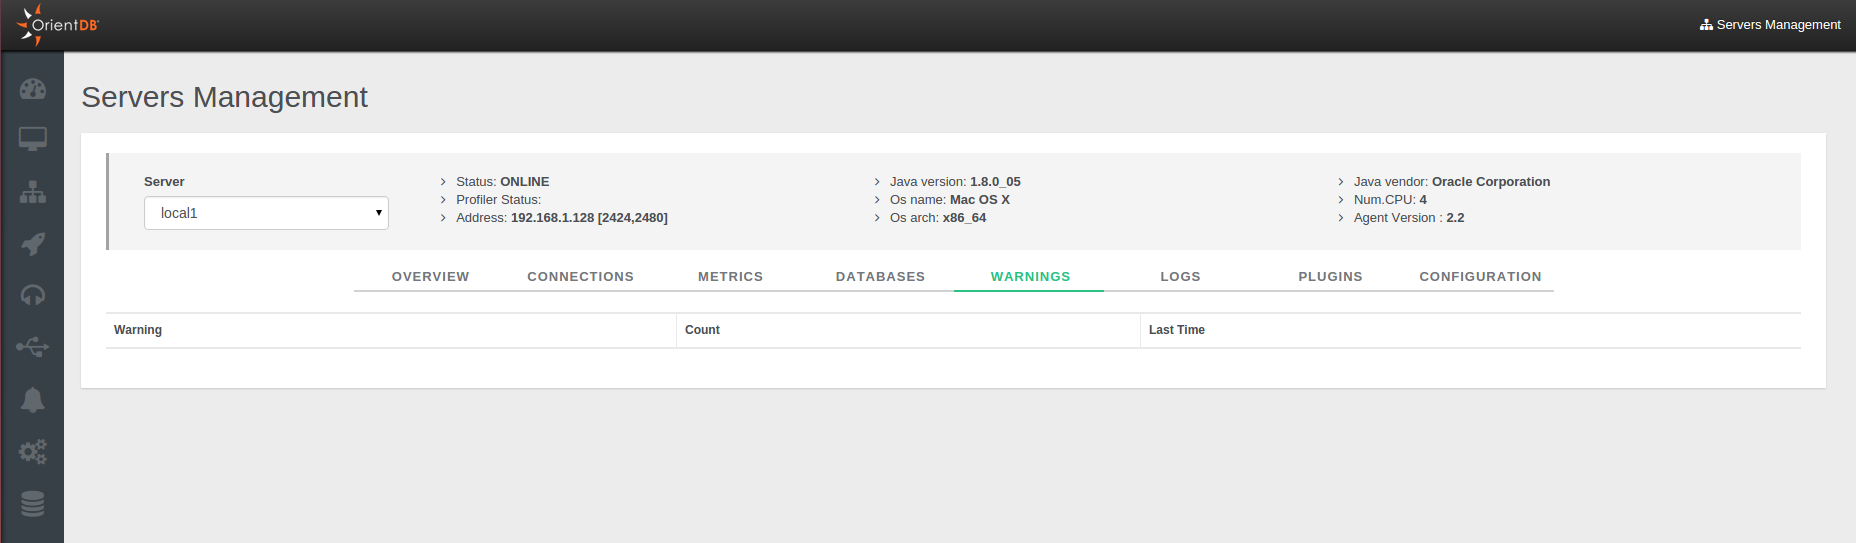 OrientDB
Servers Management
Servers Management
Server
local1
Status: ONLINE
Profiler Status:
Address: 192.168.1.128 [2424,2480]
Java version: 1.8.0_05
Os name: Mac OS X
Os arch: x86_64
Java vendor: Oracle Corporation
Num.CPU: 4
Agent Version : 2.2
OVERVIEW CONNECTIONS METRICS DATABASES WARNINGS LOGS PLUGINS CONFIGURATION
Warning Count Last Time